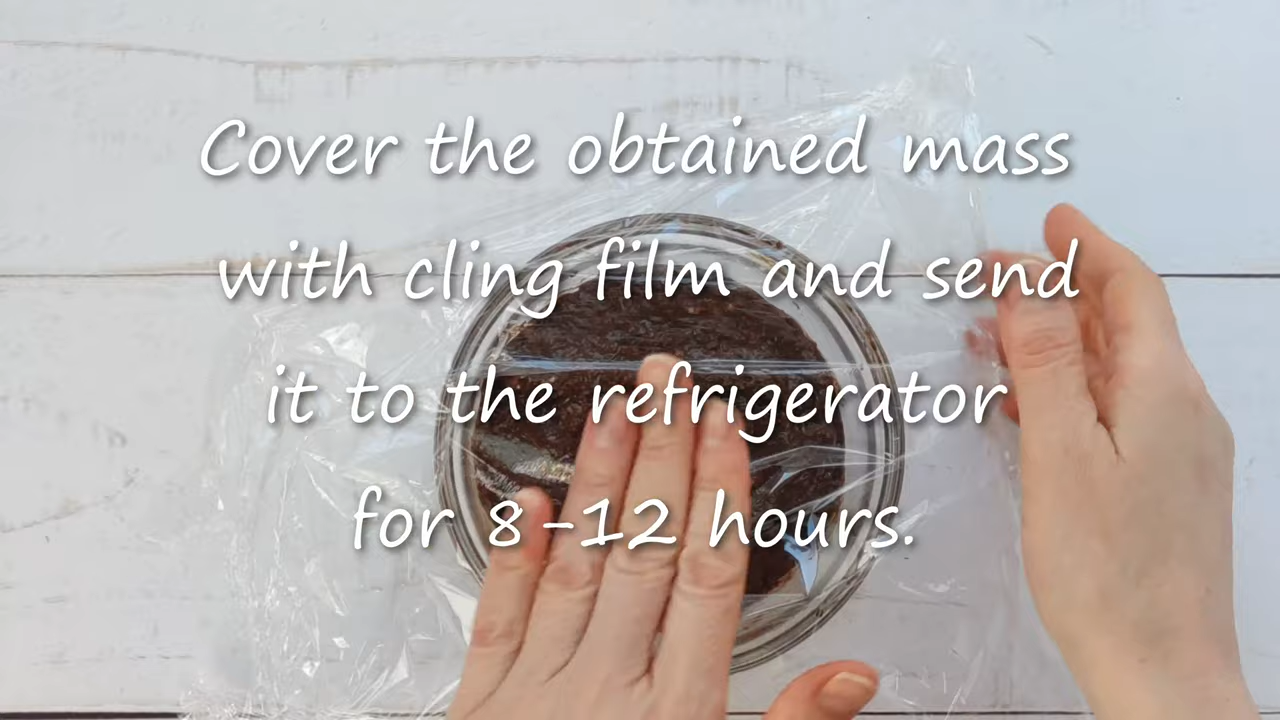 Cover the obtained mass
with cling film and send
it to the refrigerator
for 8-12 hours.